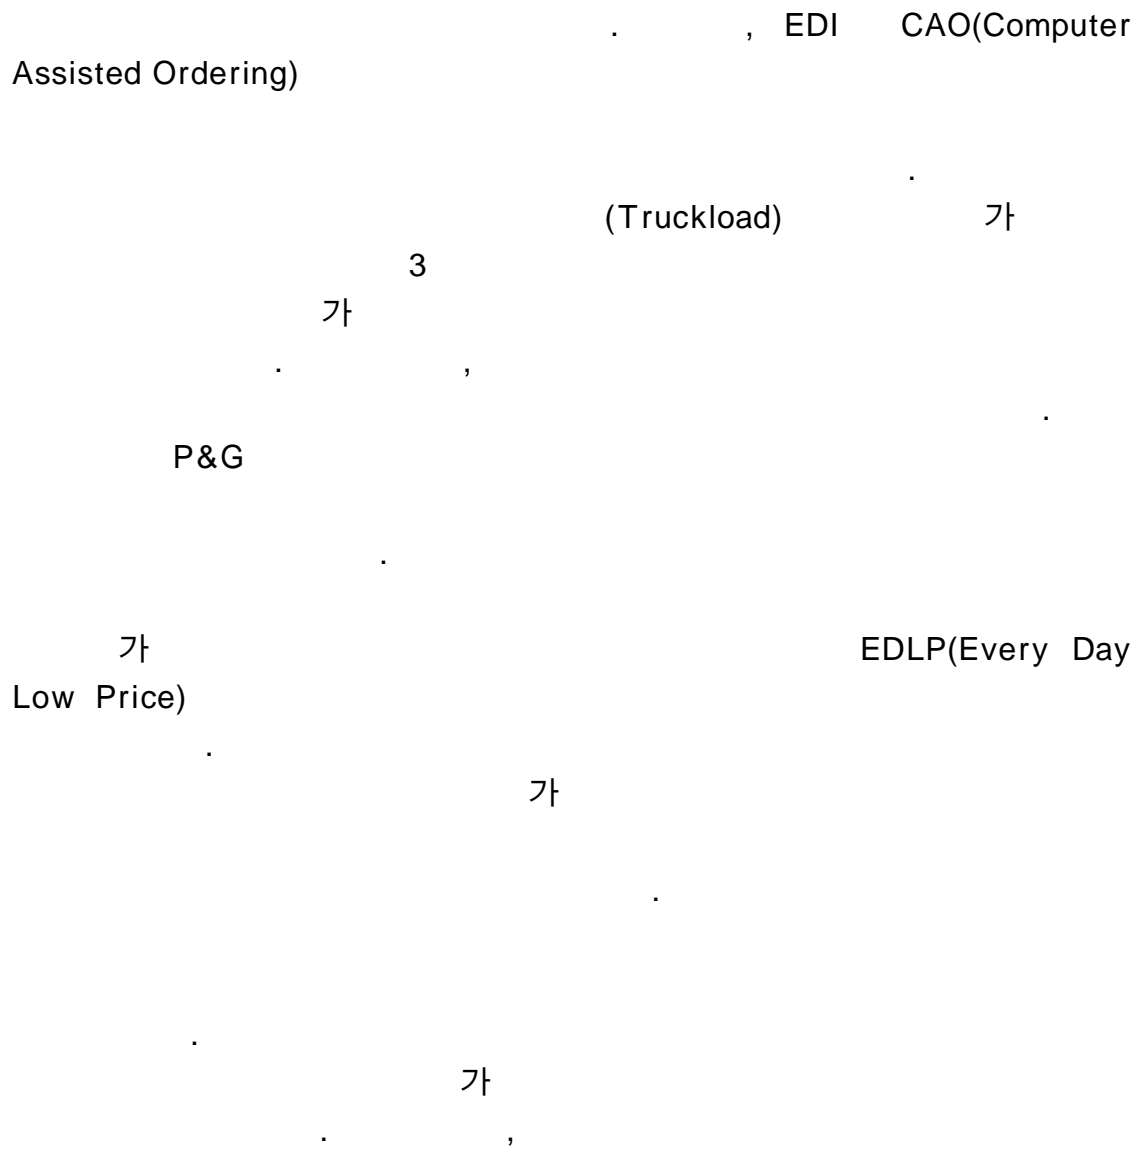 . , EDI CAO(Computer
Assisted Ordering)
.
(Truckload) 가
3
가
. ,
.
P&G
.
가 EDLP(Every Day
Low Price)
.
가
.
.
가
. ,